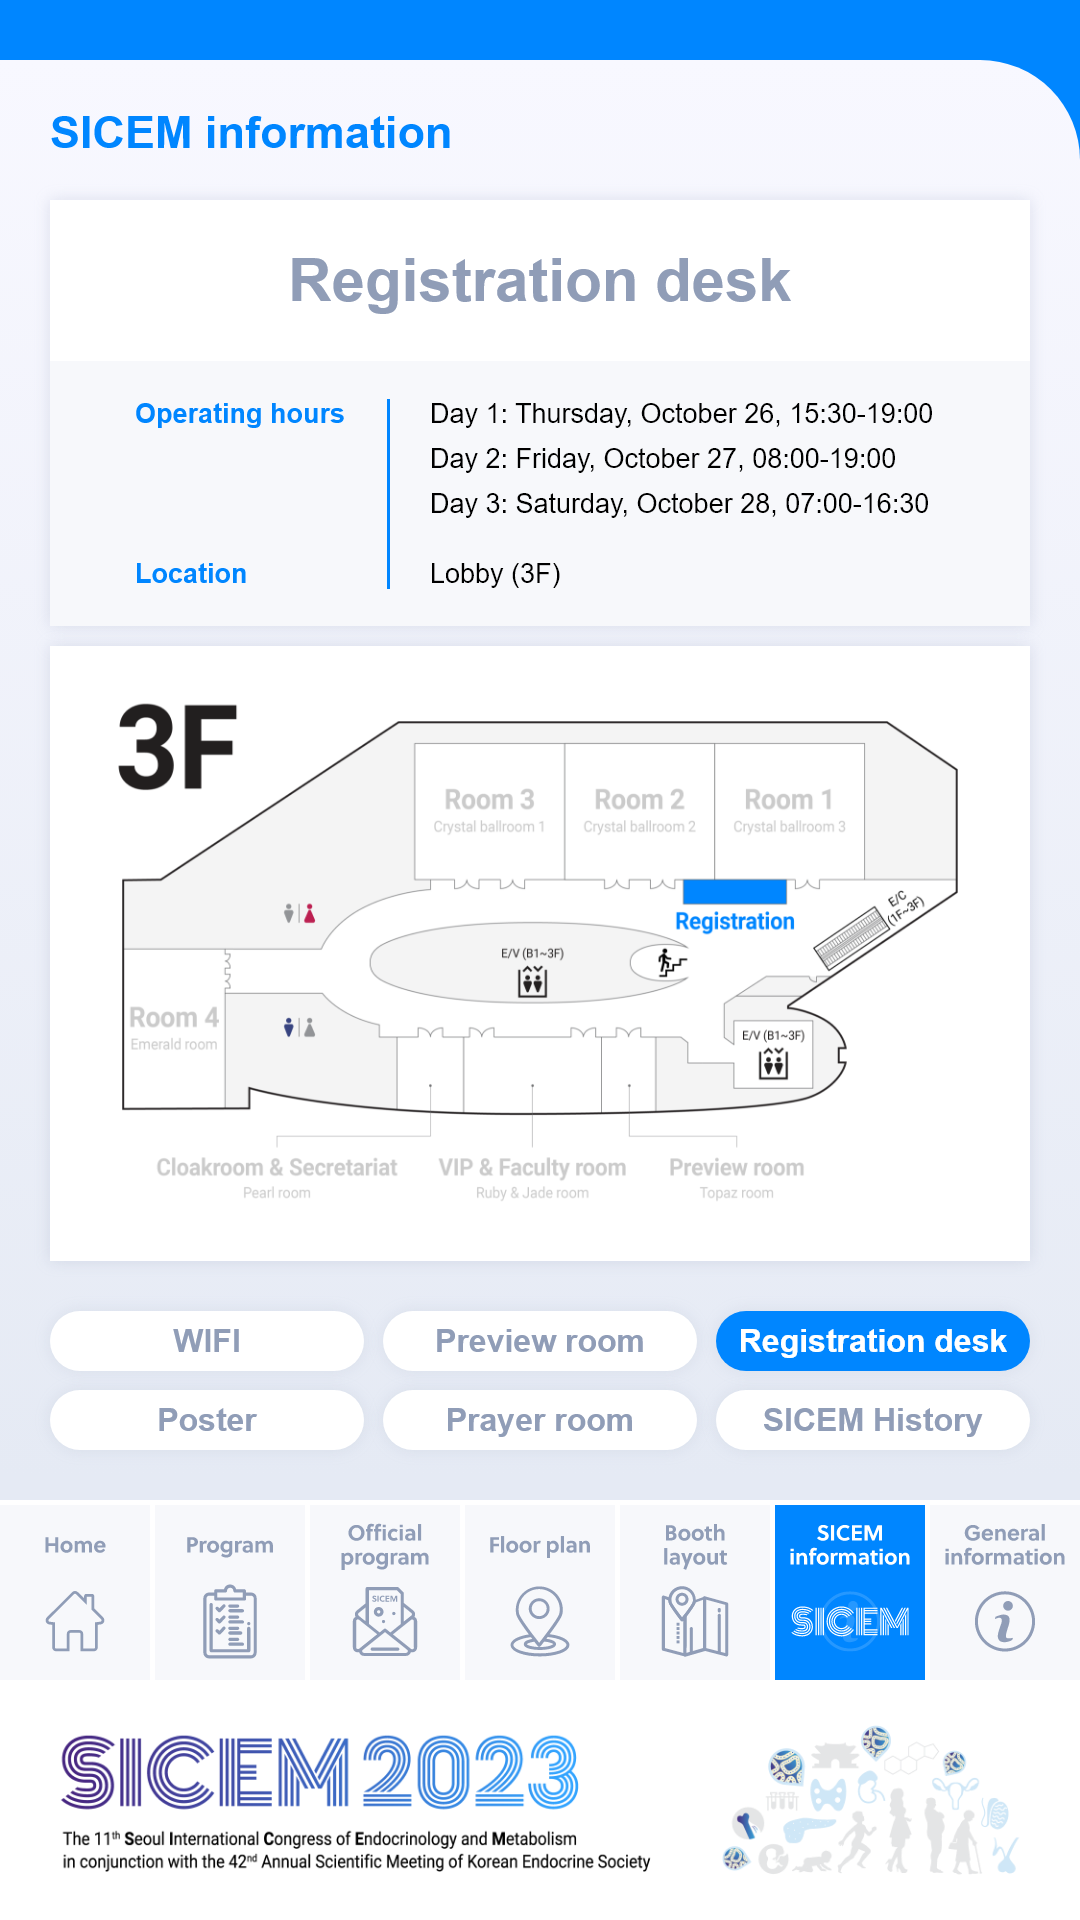 SICEM information
Registration desk
Operating hours
Day 1: Thursday, October 26, 15:30-19:00
Day 2: Friday, October 27, 08:00-19:00
Day 3: Saturday, October 28, 07:00-16:30
Location
Lobby (3F)
3F
Room 3
Crystal ballroom 1
Room 2
Crystal ballroom 2
Room 1
Crystal ballroom 3
Registration
E/C
(1F~3F)
E/V (B1~3F)
Room 4
Emerald room
E/V (B1~3F)
Cloakroom & Secretariat
Pearl room
VIP & Faculty room
Ruby & Jade room
Preview room
Topaz room
WIFI
Preview room
Registration desk
Poster
Prayer room
SICEM History
Home
Program
Official
program
SICEM
Floor plan
Booth
layout
SICEM
information
SICEM
General
information
SICEM 2023
The 11th Seoul International Congress of Endocrinology and Metabolism
in conjunction with the 42nd Annual Scientific Meeting of Korean Endocrine Society